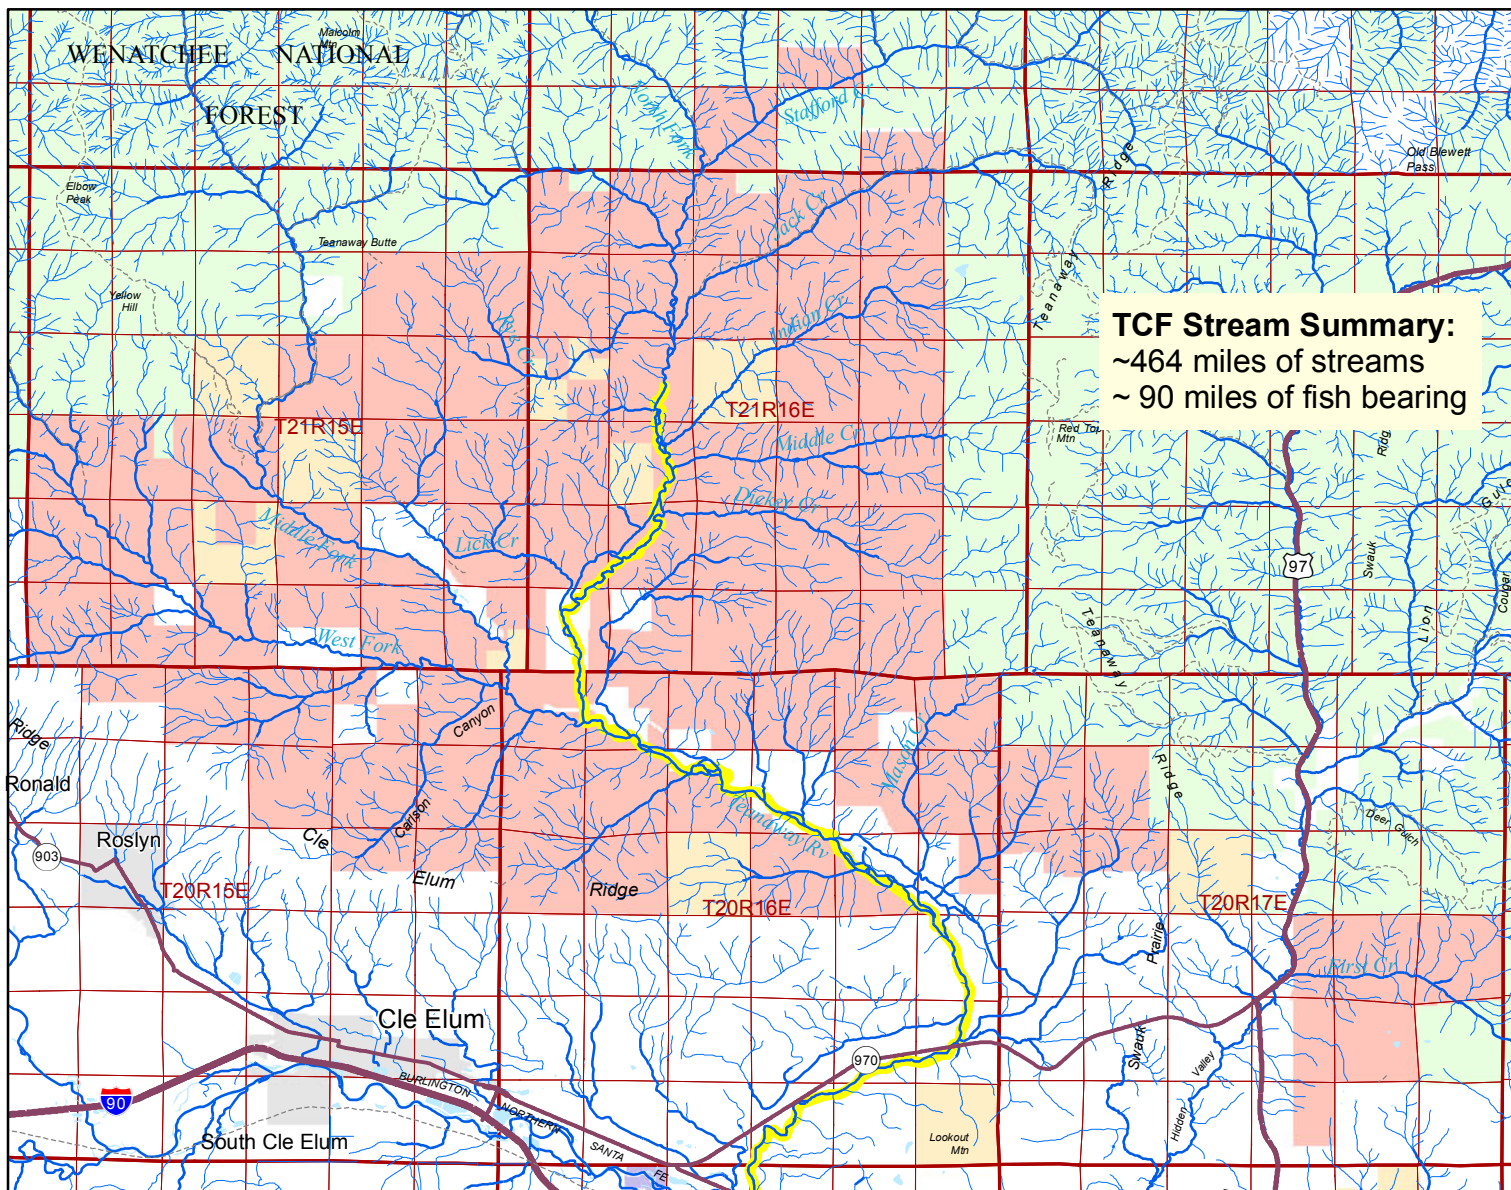 WENATCHEE NATIONAL
FOREST
Malcolm
Mtn
North Fork
Stafford Cr
Old Blewett
Pass
Elbow
Peak
Teanaway Butte
Jack Cr
Teanaway Ridge
Yellow
Hill
Rye Cr
Indian Cr
TCF Stream Summary:
~464 miles of streams
~ 90 miles of fish bearing
T21R15E
T21R16E
Middle Cr
Red Top
Mtn
Ridg
Dickey Cr
Middle Fork
Lick Cr
Gulc
97
Swauk
Cougar
Lion
West Fork
Teanaway
Ridge
Ridge
Canyon
Carlson
Mason Cr
Ronald
Roslyn
903
Cle
Elum
Ridge
Teanaway Rv
Deer Gulch
T20R15E
T20R16E
T20R17E
Prairie
Swauk
First Cr
Cle Elum
970
Valley
Hidden
90
BURLINGTON
NORTHERN
SANTA
FE
South Cle Elum
Lookout
Mtn